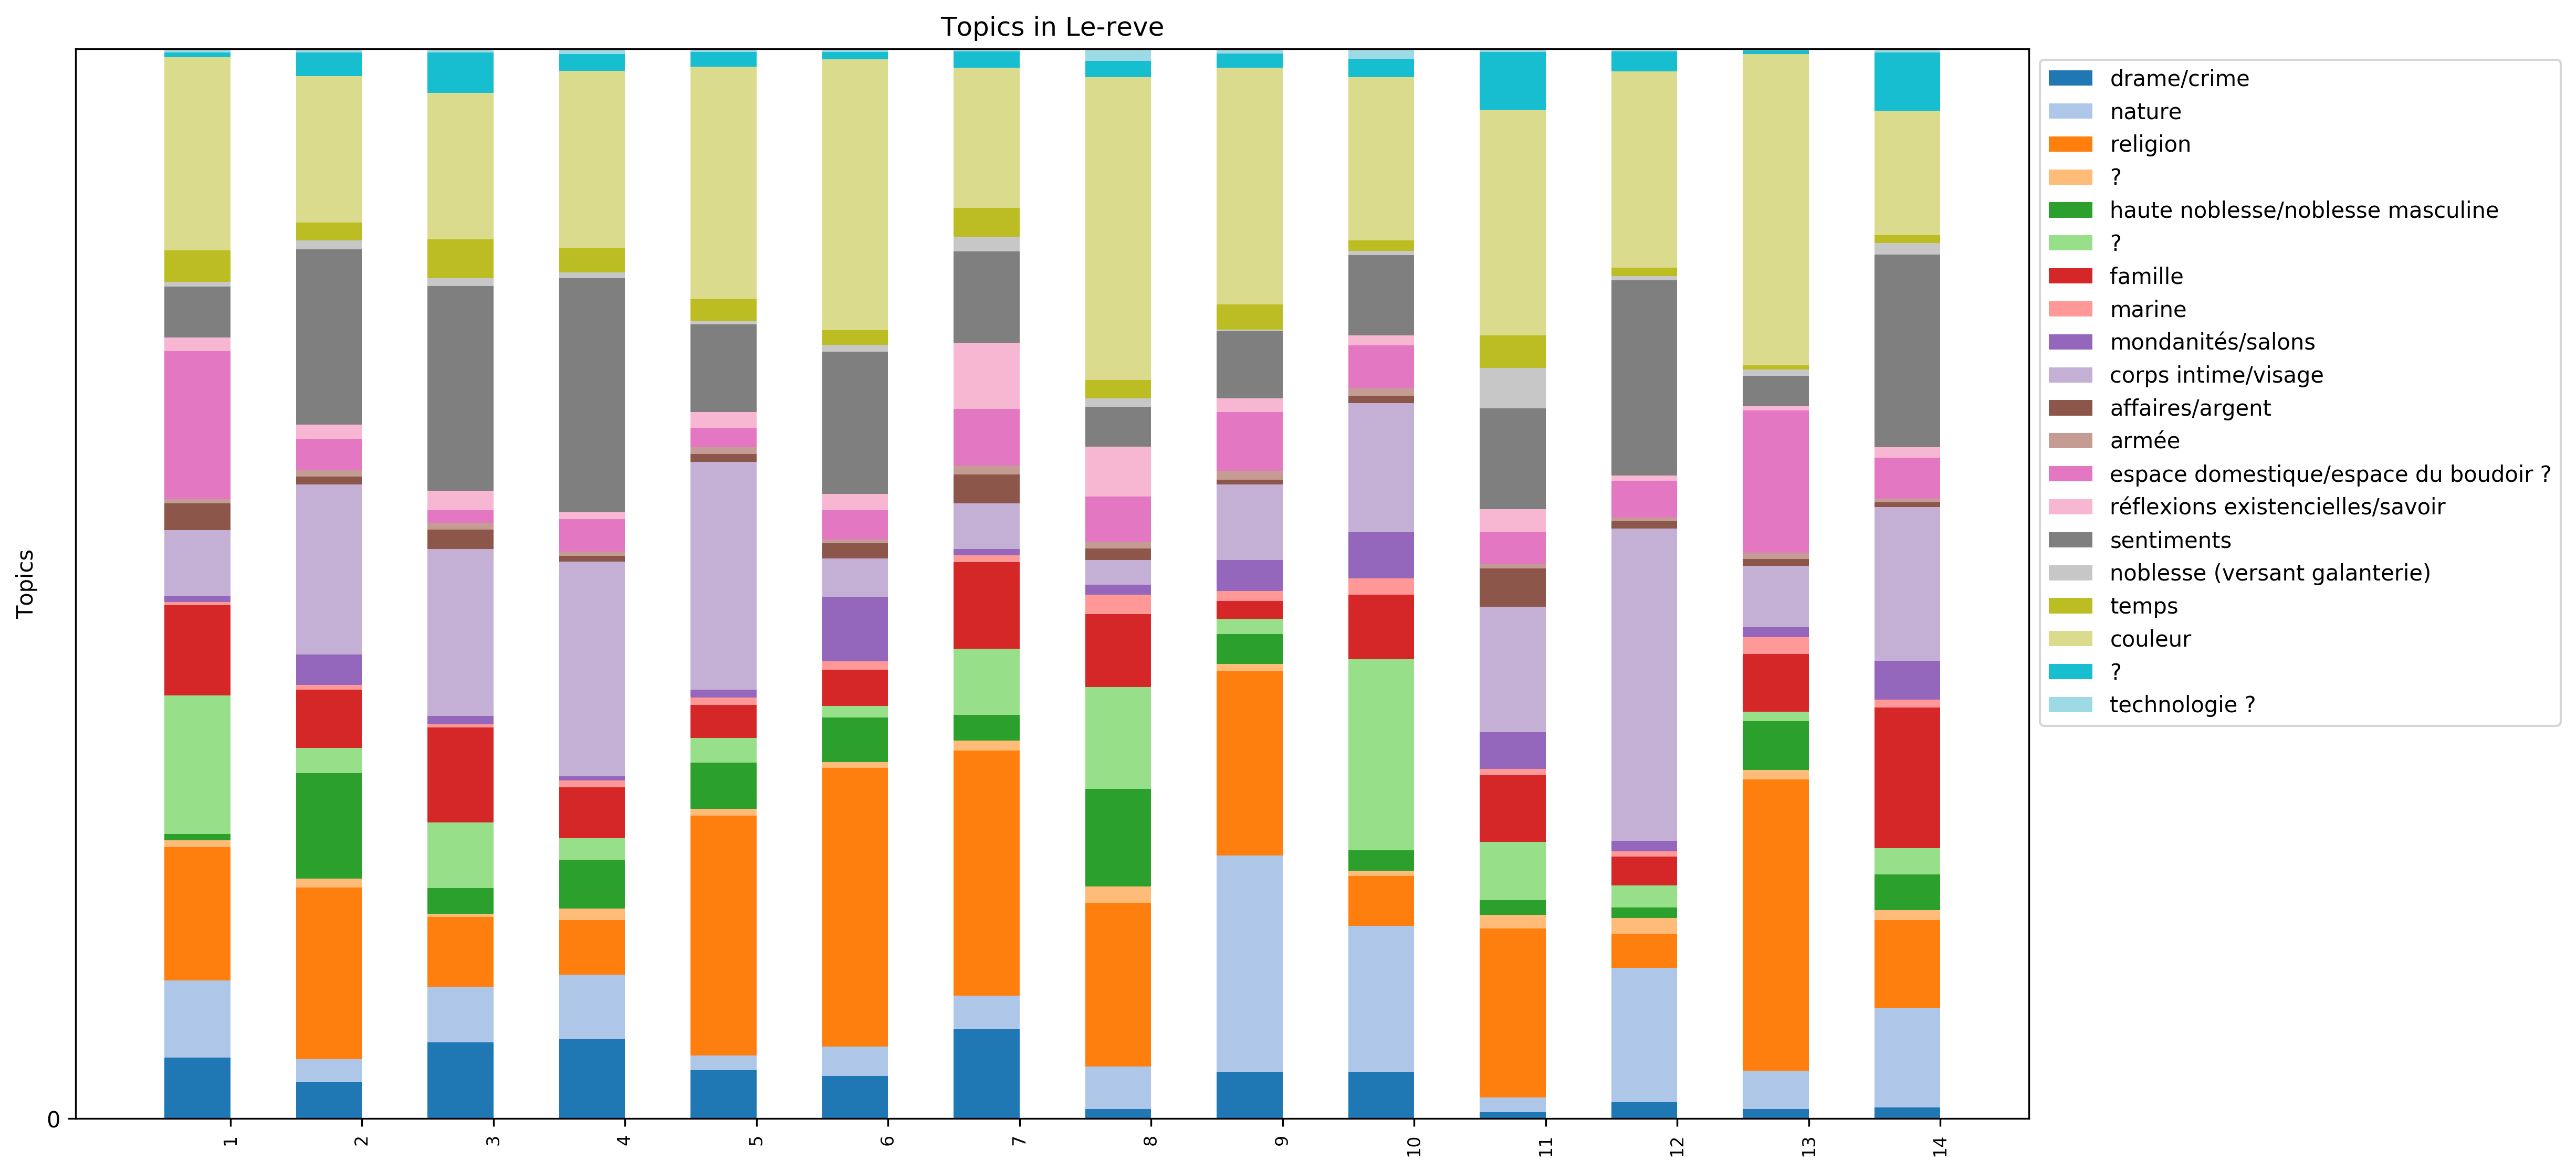 Topics in Le-reve
Topics
0
1
2
3
4
5
6
7
8
9
10
11
12
13
14
drame/crime
nature
religion
?
haute noblesse/noblesse masculine
?
famille
marine
mondanités/salons
corps intime/visage
affaires/argent
armée
espace domestique/espace du boudoir ?
réflexions existencielles/savoir
sentiments
noblesse (versant galanterie)
temps
couleur
?
technologie ?